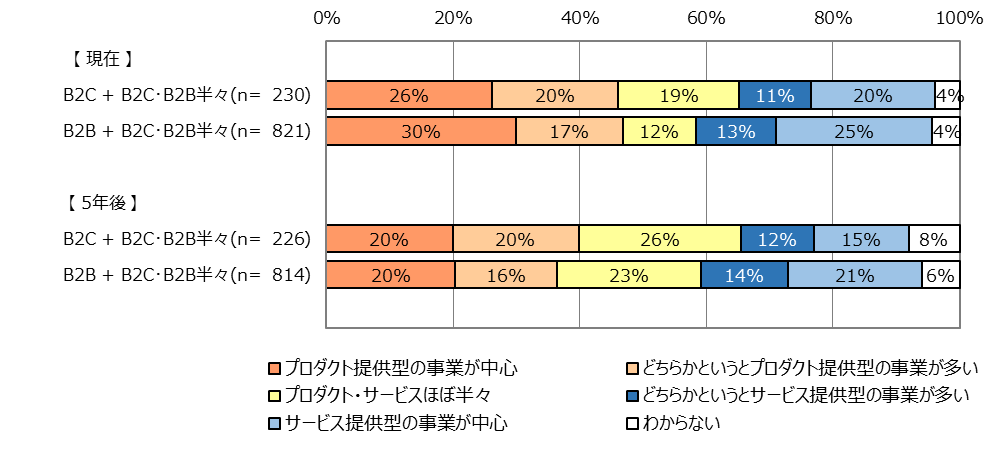 0% 20% 40% 60% 80% 100%
【 現在 】
B2C + B2C･B2B半々(n= 230) 26% 20% 19% 11% 20% 4%
B2B + B2C･B2B半々(n= 821) 30% 17% 12% 13% 25% 4%
【 5年後 】
B2C + B2C･B2B半々(n= 226) 20% 20% 26% 12% 15% 8%
B2B + B2C･B2B半々(n= 814) 20% 16% 23% 14% 21% 6%
プロダクト提供型の事業が中心 どちらかというとプロダクト提供型の事業が多い
プロダクト・サービスほぼ半々 どちらかというとサービス提供型の事業が多い
サービス提供型の事業が中心 わからない